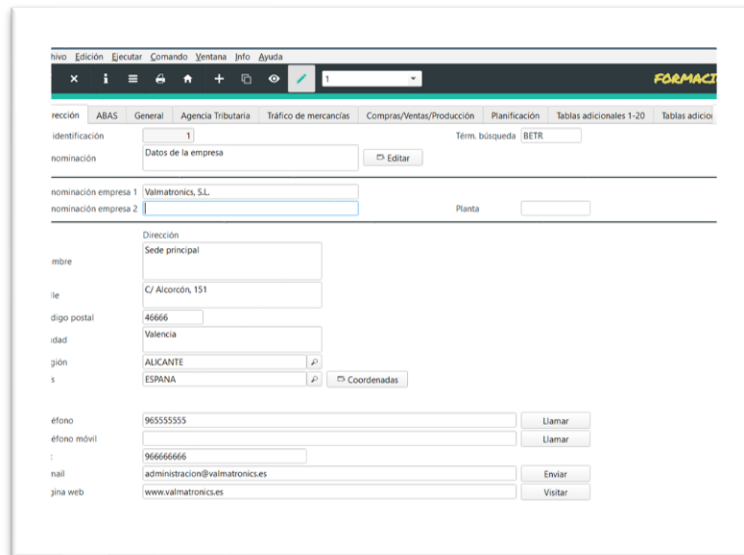 hivo Edición Ejecutar Comando Ventana Info Ayuda
1 FORMACI
rección ABAS General Agencia Tributaria Tráfico de mercancías Compras/Ventas/Producción Planificación Tablas adicionales 1-20 Tablas adicio
identificación 1 Térm. búsqueda BETR
nominación Datos de la empresa Editar
nominación empresa 1 Valmatronics, S.L.
nominación empresa 2 Planta
Dirección
mbre Sede principal
lle C/ Alcorcón, 151
digo postal 46666
idad Valencia
gión ALICANTE
s ESPANA Coordenadas
éfono 965555555 Llamar
éfono móvil Llamar
: 966666666
nail administracion@valmatronics.es Enviar
gina web www.valmatronics.es Visitar